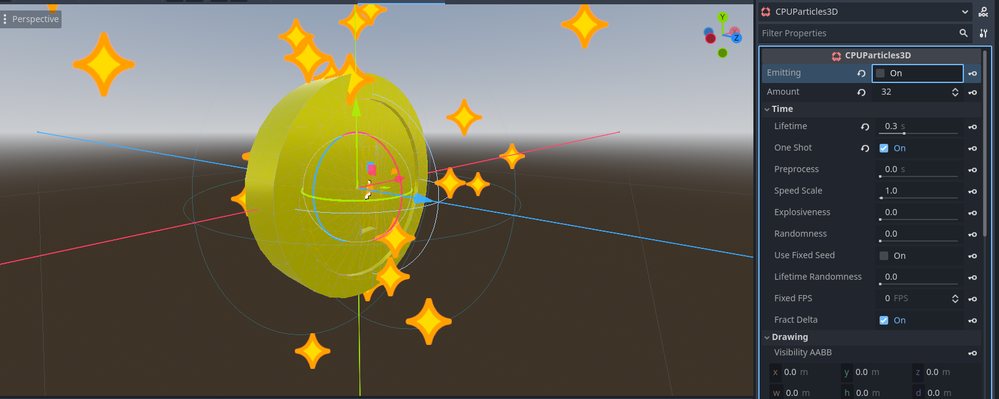 Perspective
Y
X
Z
CPUParticles3D
DOC
Filter Properties
CPUParticles3D
Emitting On
Amount 32
Time
Lifetime 0.3 s
One Shot On
Preprocess 0.0 s
Speed Scale 1.0
Explosiveness 0.0
Randomness 0.0
Use Fixed Seed On
Lifetime Randomness 0.0
Fixed FPS 0 FPS
Fract Delta On
Drawing
Visibility AABB
x 0.0 m y 0.0 m z 0.0 m
w 0.0 m h 0.0 m d 0.0 m